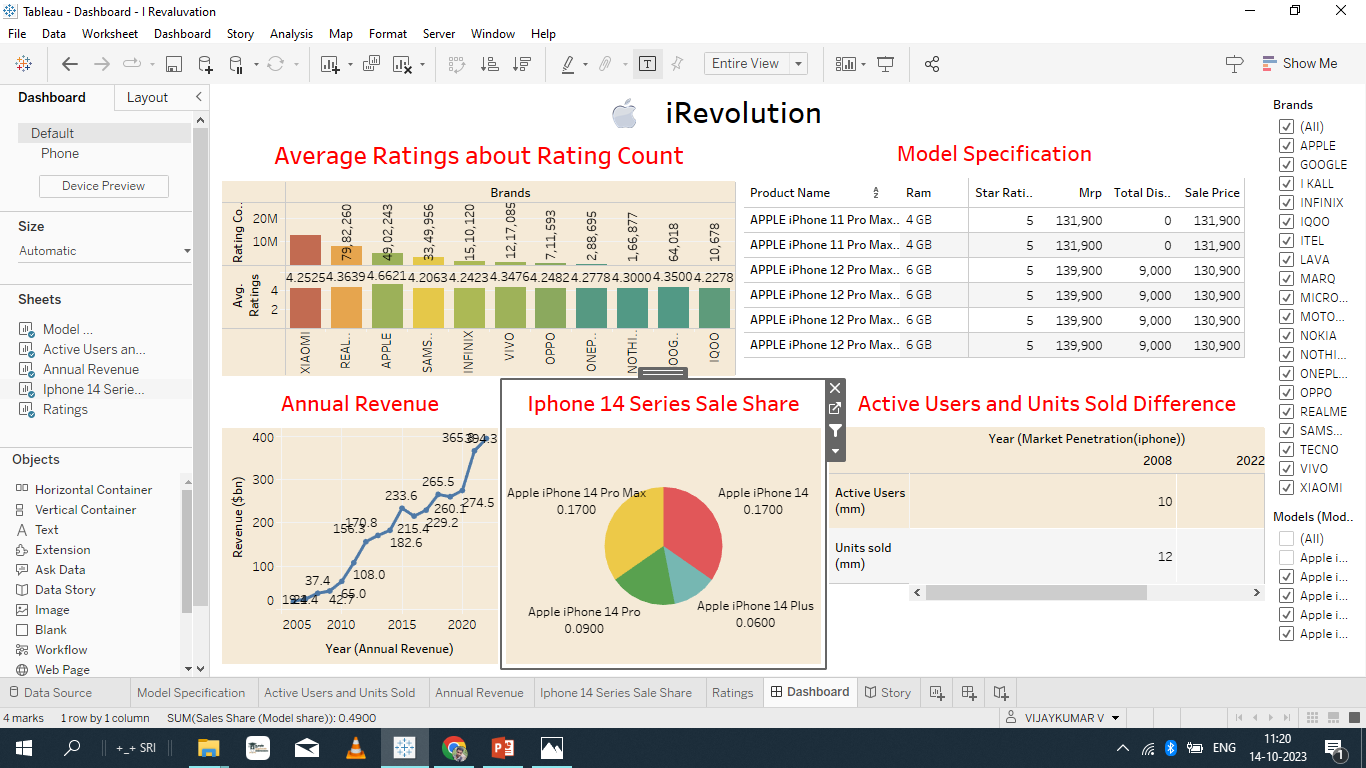 Tableau - Dashboard - I Revaluvation
File Data Worksheet Dashboard Story Analysis Map Format Server Window Help
Entire View
Show Me
Dashboard Layout
Default
Phone
Device Preview
Size
Automatic
Sheets
Model ...
Active Users an...
Annual Revenue
Iphone 14 Serie...
Ratings
Objects
Horizontal Container
Vertical Container
Text
Extension
Ask Data
Data Story
Image
Blank
Workflow
Web Page
iRevolution
Average Ratings about Rating Count
Brands
Rating Co..
20M
10M
79,82,260
49,02,243
33,49,956
15,10,120
12,17,085
7,11,593
2,88,695
1,66,877
64,018
10,678
Avg. Ratings
4
2
4.2525 4.3639 4.6621 4.2063 4.2423 4.3476 4.2482 4.2778 4.3000 4.3500 4.2278
XIAOMI
REAL..
APPLE
SAMS..
INFINIX
VIVO
OPPO
ONEP..
NOTHI..
OOG..
IQOO
Model Specification
Product Name Ram Star Rati.. Mrp Total Dis.. Sale Price
APPLE iPhone 11 Pro Max.. 4 GB 5 131,900 0 131,900
APPLE iPhone 11 Pro Max.. 4 GB 5 131,900 0 131,900
APPLE iPhone 12 Pro Max.. 6 GB 5 139,900 9,000 130,900
APPLE iPhone 12 Pro Max.. 6 GB 5 139,900 9,000 130,900
APPLE iPhone 12 Pro Max.. 6 GB 5 139,900 9,000 130,900
APPLE iPhone 12 Pro Max.. 6 GB 5 139,900 9,000 130,900
Annual Revenue
Revenue ($bn)
400
300
200
100
0
37.4
42.7
65.0
108.0
170.8
182.6
233.6
215.4
229.2
265.5
260.1
274.5
394.3
2005 2010 2015 2020
Year (Annual Revenue)
Iphone 14 Series Sale Share
Apple iPhone 14 Pro Max
0.1700
Apple iPhone 14
0.1700
Apple iPhone 14 Pro
0.0900
Apple iPhone 14 Plus
0.0600
Active Users and Units Sold Difference
Year (Market Penetration(iphone))
2008 2022
Active Users
(mm)
10
Units sold
(mm)
12
Brands
(All)
APPLE
GOOGLE
I KALL
INFINIX
IQOO
ITEL
LAVA
MARQ
MICRO...
MOTO...
NOKIA
NOTHI...
ONEPL...
OPPO
REALME
SAMS...
TECNO
VIVO
XIAOMI
Models (Mod..
(All)
Apple i...
Apple i...
Apple i...
Apple i...
Apple i...
Data Source Model Specification Active Users and Units Sold Annual Revenue Iphone 14 Series Sale Share Ratings Dashboard Story
4 marks 1 row by 1 column SUM(Sales Share (Model share)): 0.4900
VIJAYKUMAR V
+_+ SRI
ENG
11:20
14-10-2023
1